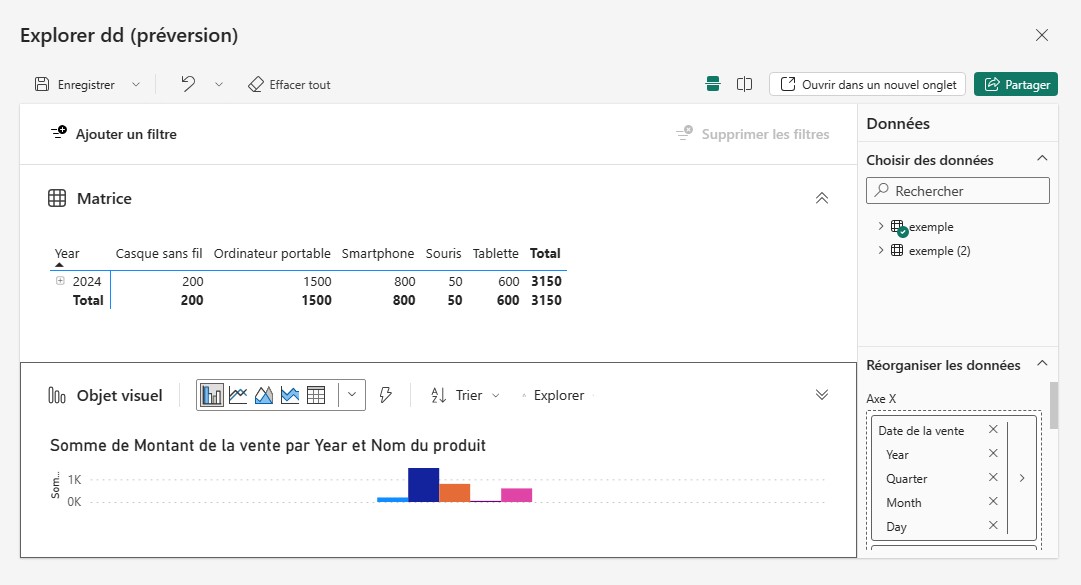 Explorer dd (préversion)
Enregistrer
Effacer tout
Ouvrir dans un nouvel onglet
Partager
Ajouter un filtre
Supprimer les filtres
Matrice
Year Casque sans fil Ordinateur portable Smartphone Souris Tablette Total
2024 200 1500 800 50 600 3150
Total 200 1500 800 50 600 3150
Objet visuel
Trier
Explorer
Somme de Montant de la vente par Year et Nom du produit
Som...
1K
0K
Données
Choisir des données
Rechercher
exemple
exemple (2)
Réorganiser les données
Axe X
Date de la vente
Year
Quarter
Month
Day